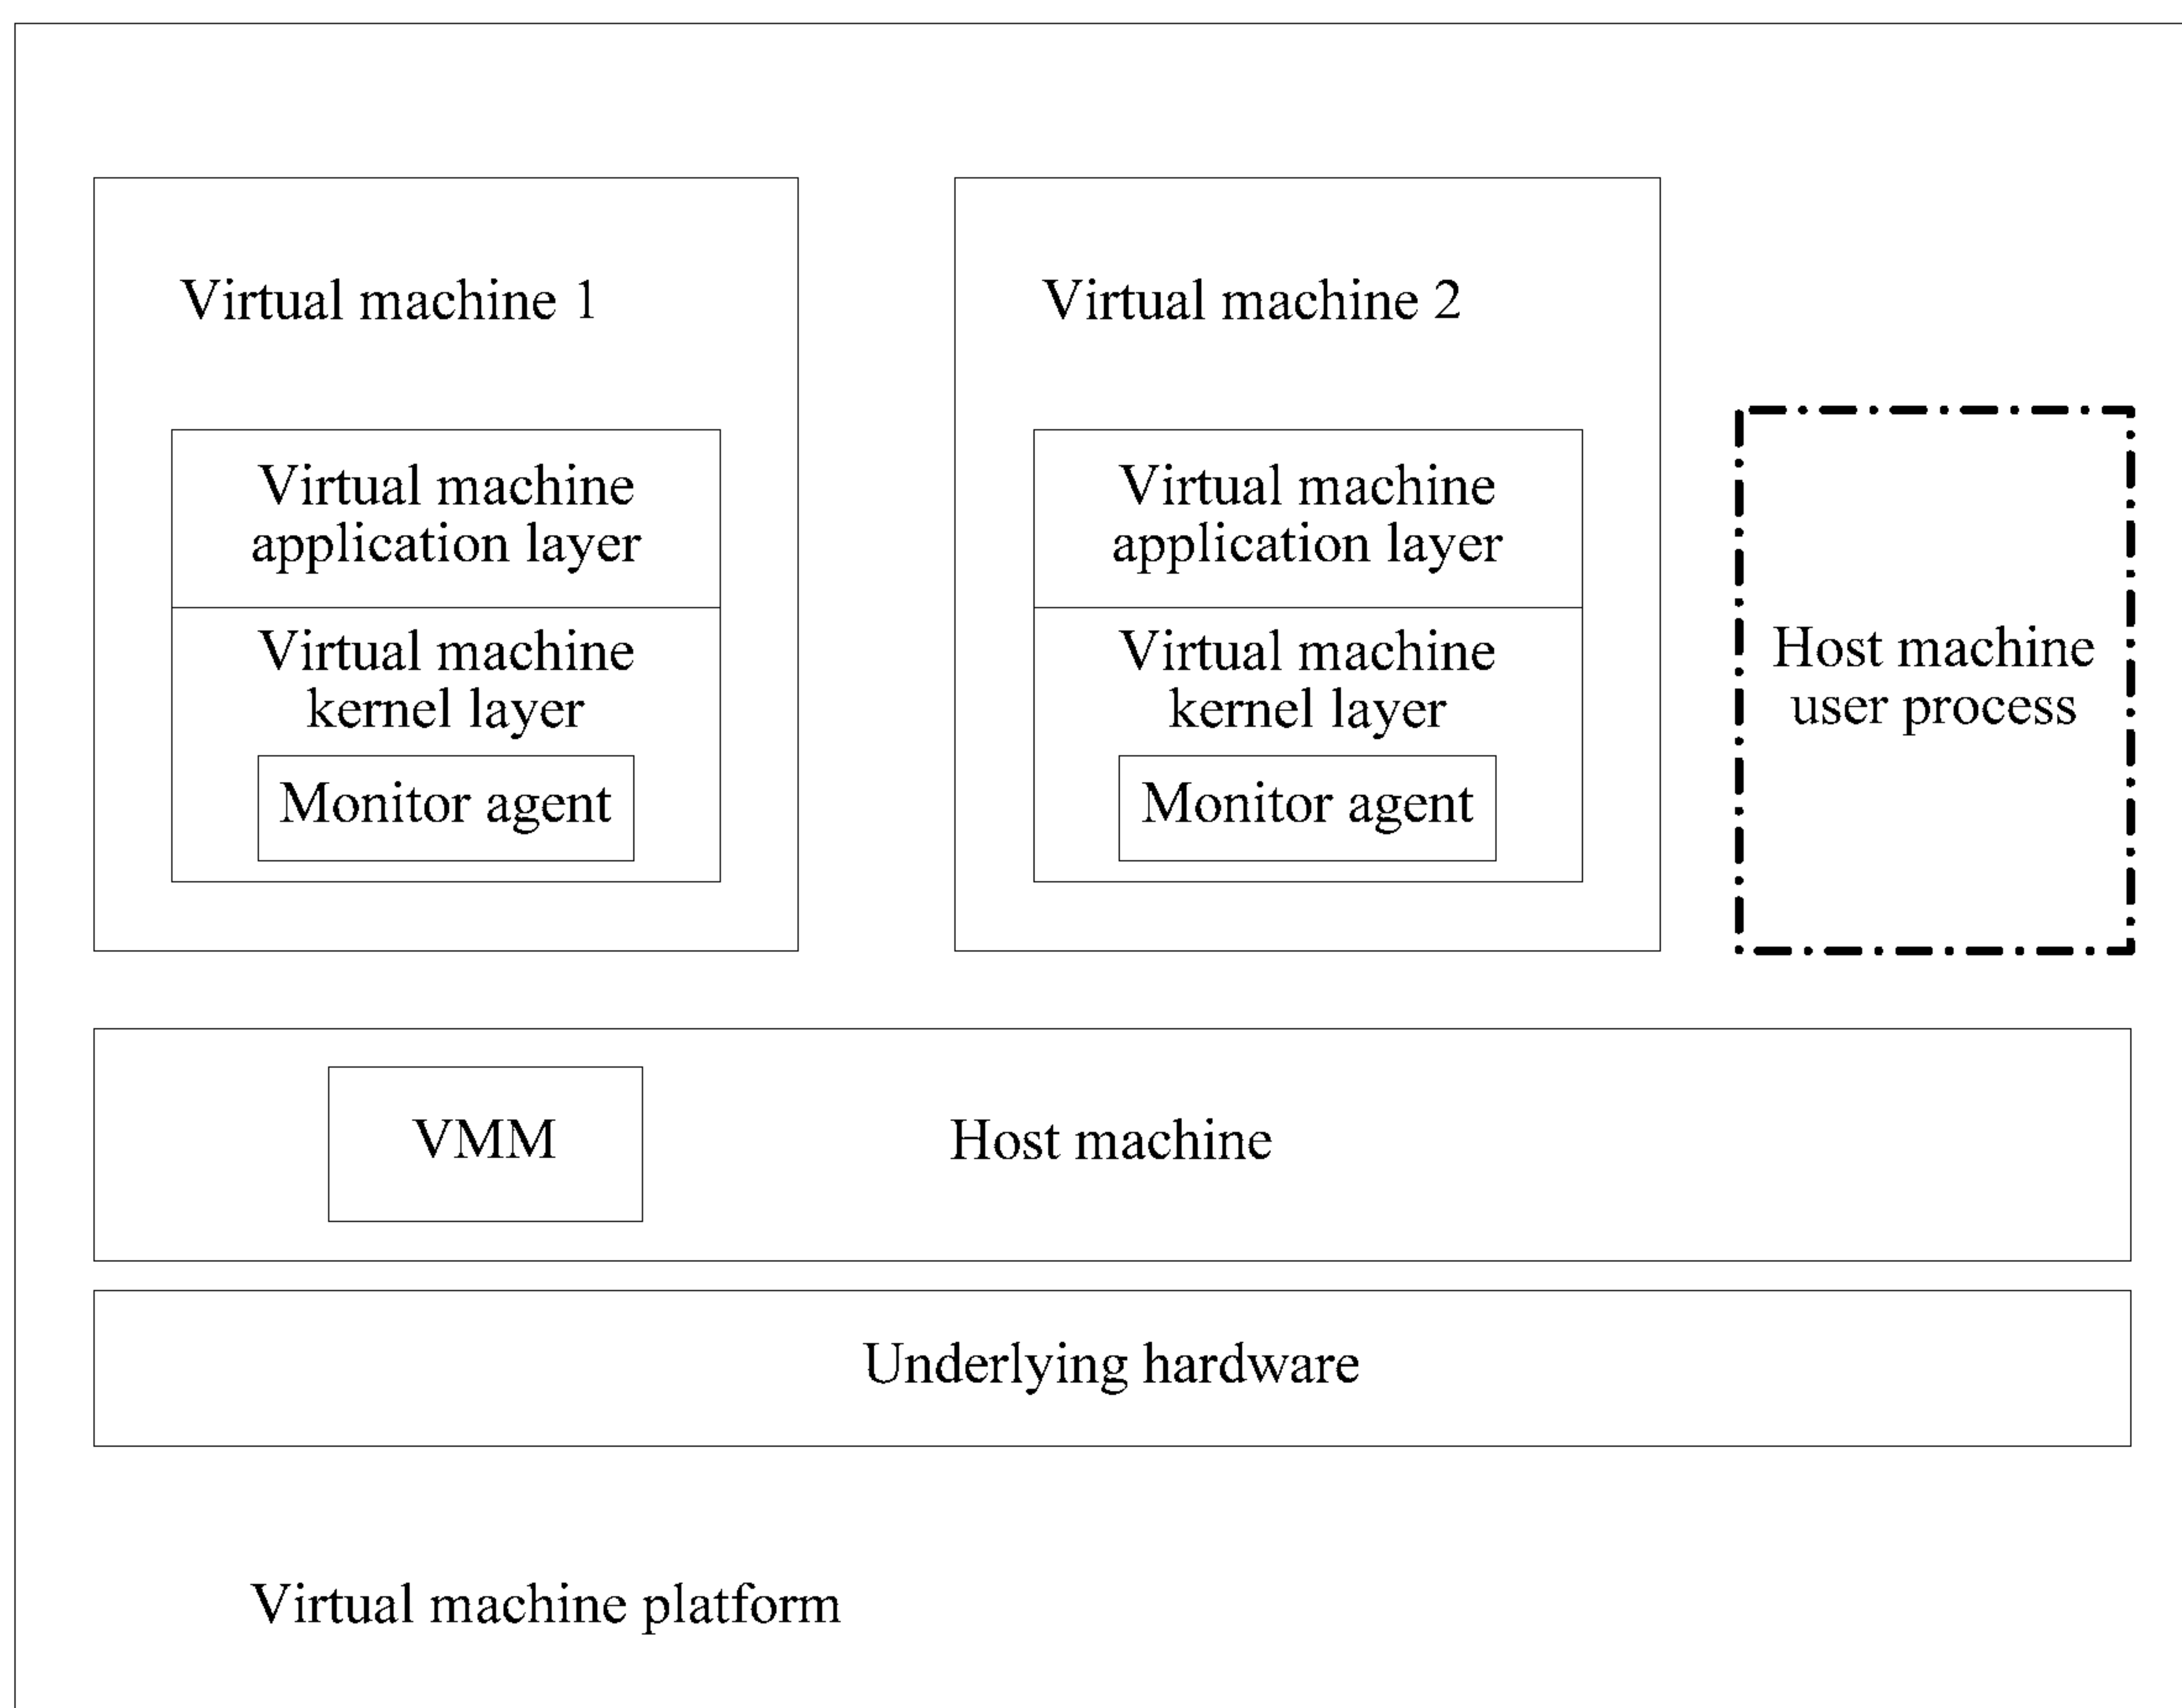 Virtual machine 1
Virtual machine
application layer
Virtual machine
kernel layer
Monitor agent
Virtual machine 2
Virtual machine
application layer
Virtual machine
kernel layer
Monitor agent
Host machine
user process
VMM
Host machine
Underlying hardware
Virtual machine platform